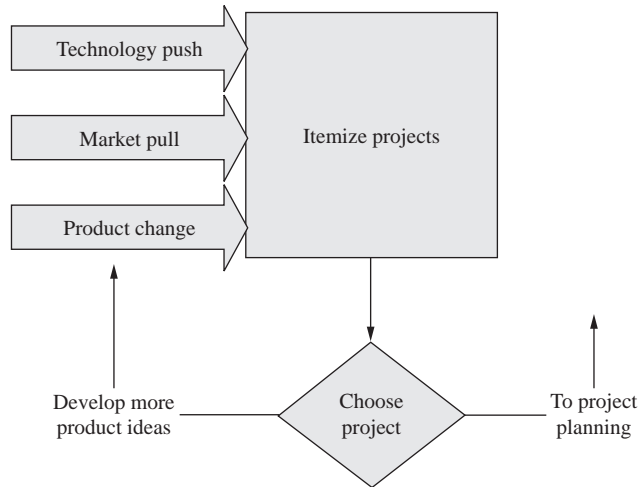 Technology push
Market pull
Itemize projects
Product change
Develop more
product ideas
Choose
project
To project
planning